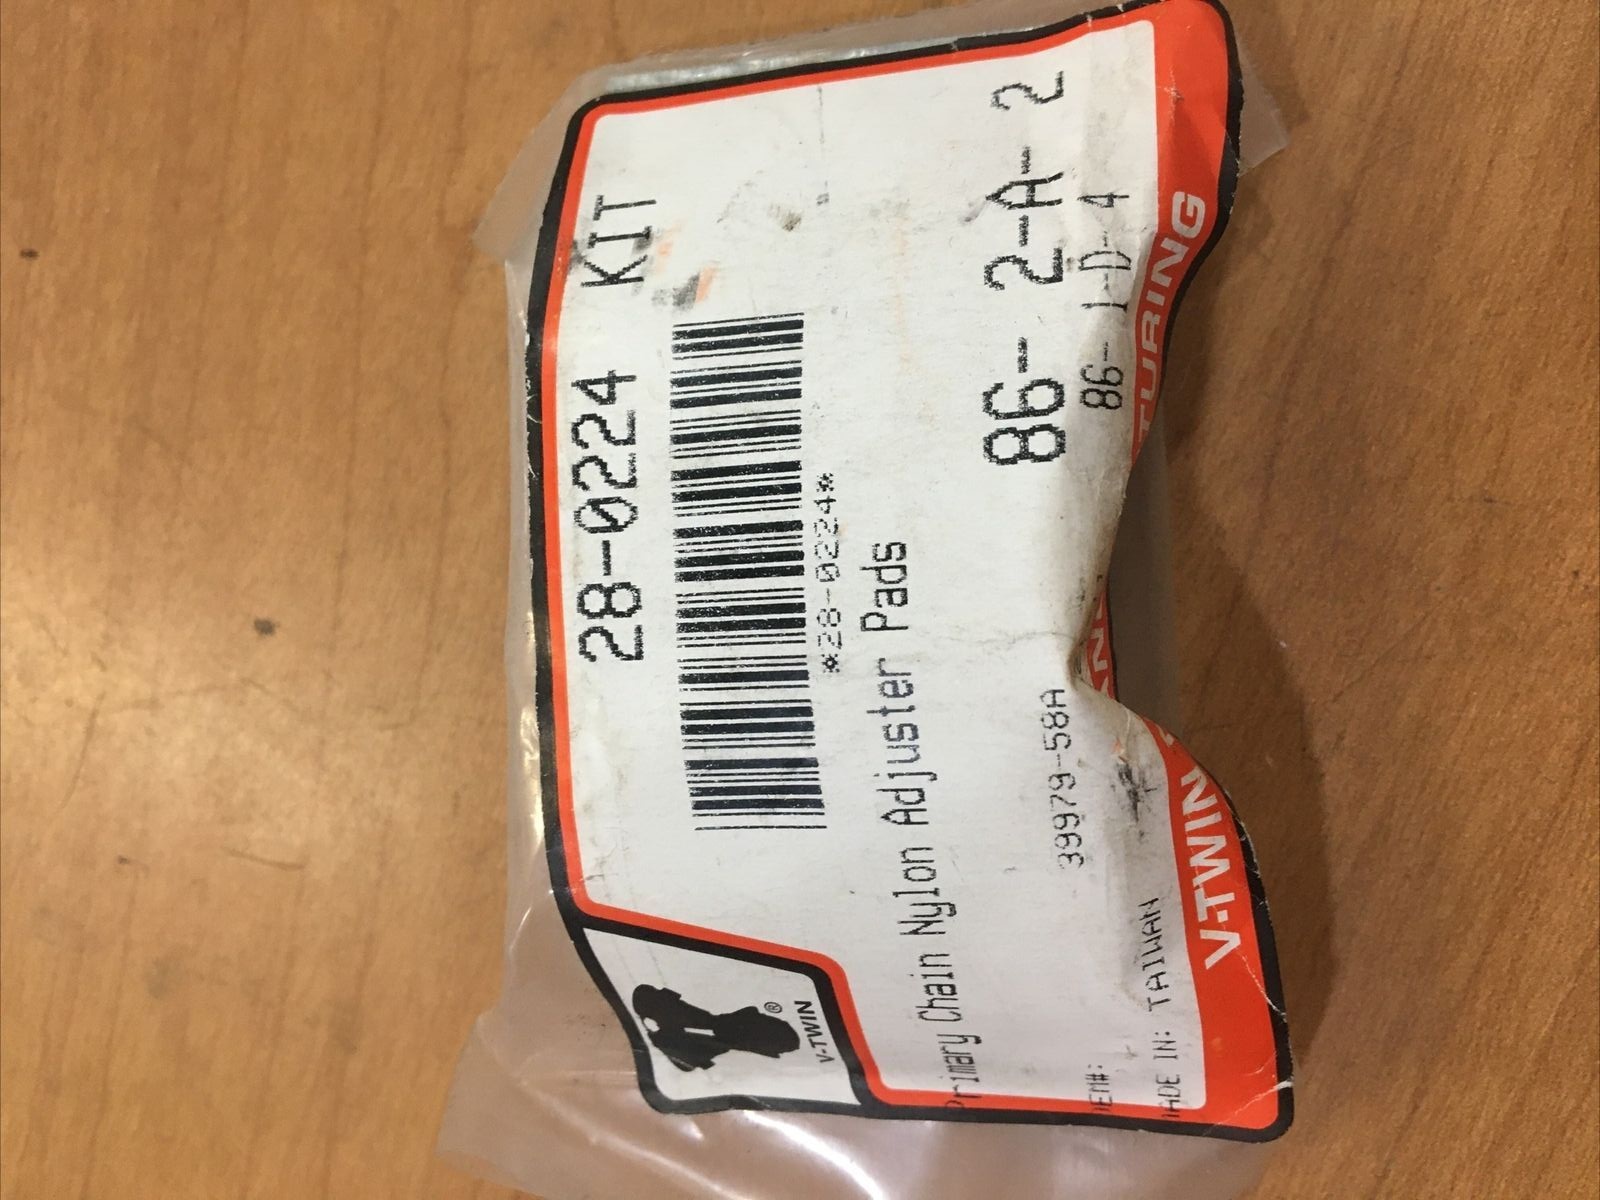 28-0224 KIT
*28-0224*
Primary Chain Nylon Adjuster Pads
86- 2-A- 2
39979-58A
86- 1-D-4
OEM#:
MADE IN: TAIWAN
V-TWIN
TURING
V-TWIN®